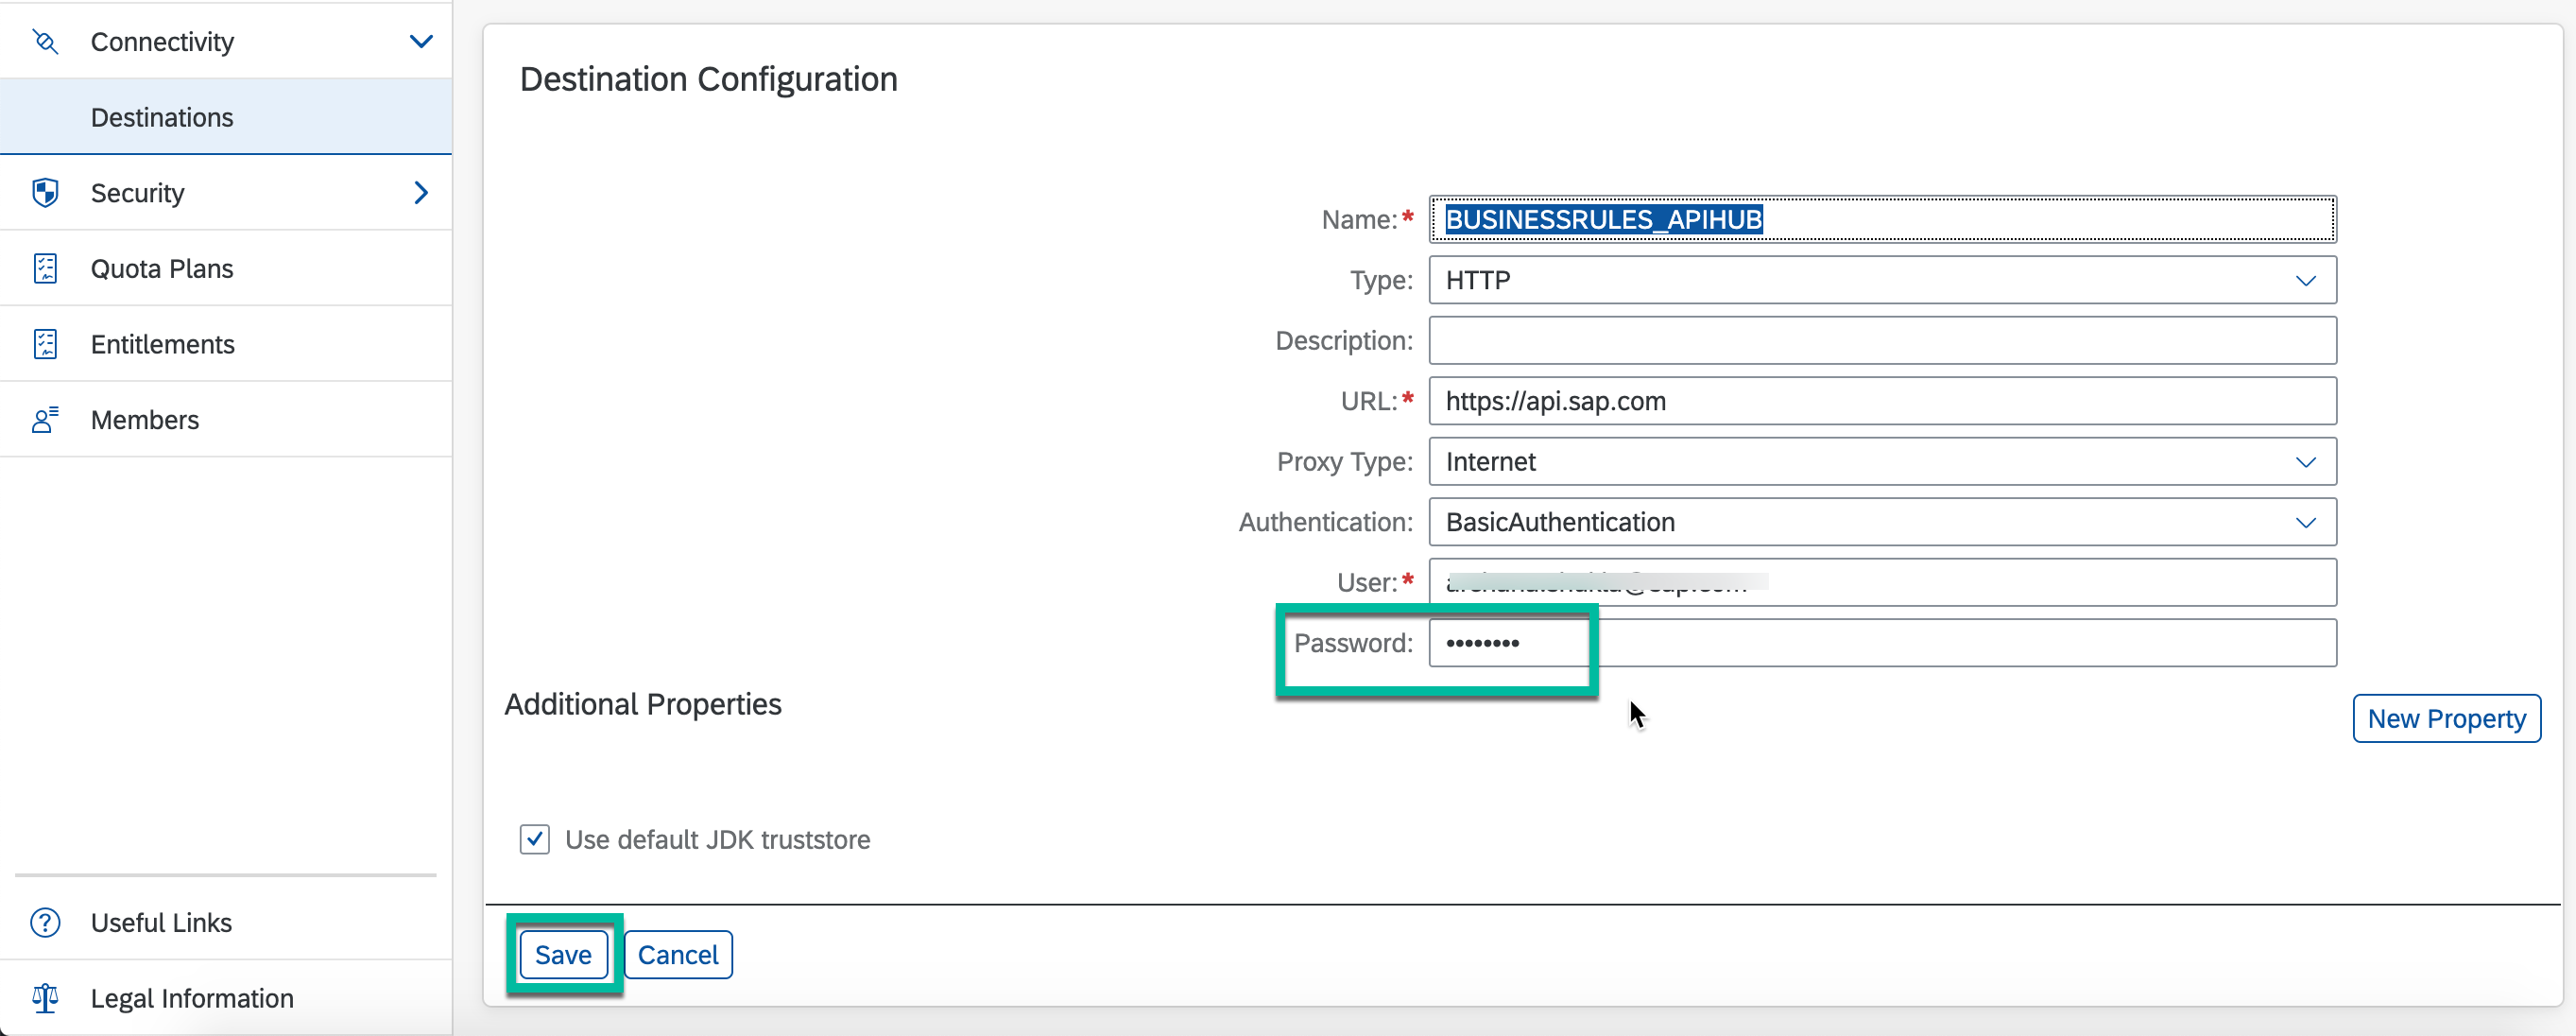 Connectivity
Destinations
Security
Quota Plans
Entitlements
Members
Useful Links
Legal Information
Destination Configuration
Name:* BUSINESSRULES_APIHUB
Type: HTTP
Description:
URL:* https://api.sap.com
Proxy Type: Internet
Authentication: BasicAuthentication
User:*
Password: ••••••••
Additional Properties
New Property
Use default JDK truststore
Save Cancel